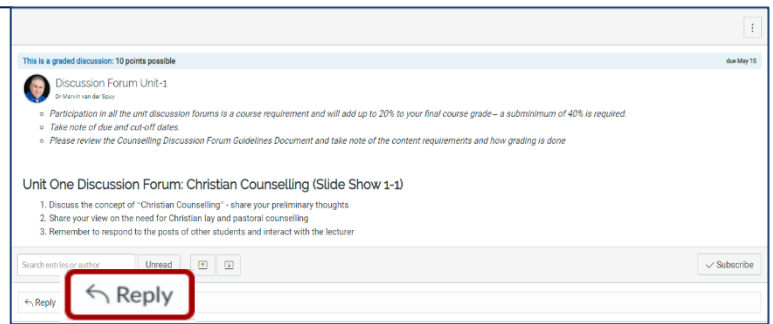 This is a graded discussion: 10 points possible
due May 15
Discussion Forum Unit-1
Dr Marvin van der Spuy
Participation in all the unit discussion forums is a course requirement and will add up to 20% to your final course grade – a subminimum of 40% is required.
Take note of due and cut-off dates.
Please review the Counselling Discussion Forum Guidelines Document and take note of the content requirements and how grading is done
Unit One Discussion Forum: Christian Counselling (Slide Show 1-1)
1. Discuss the concept of "Christian Counselling" - share your preliminary thoughts
2. Share your view on the need for Christian lay and pastoral counselling
3. Remember to respond to the posts of other students and interact with the lecturer
Search entries or author
Unread
Subscribe
Reply
Reply